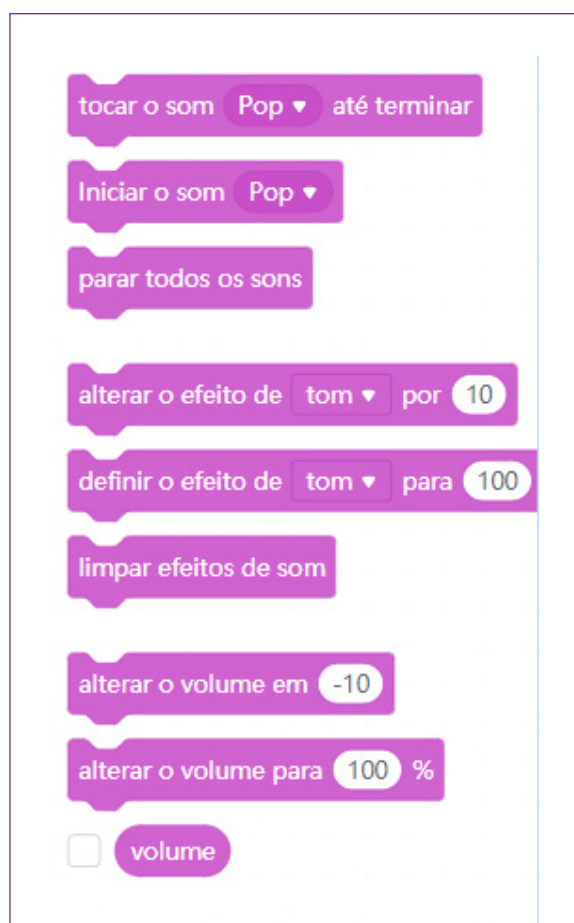 tocar o som Pop até terminar
Iniciar o som Pop
parar todos os sons
alterar o efeito de tom por 10
definir o efeito de tom para 100
limpar efeitos de som
alterar o volume em -10
alterar o volume para 100 %
volume